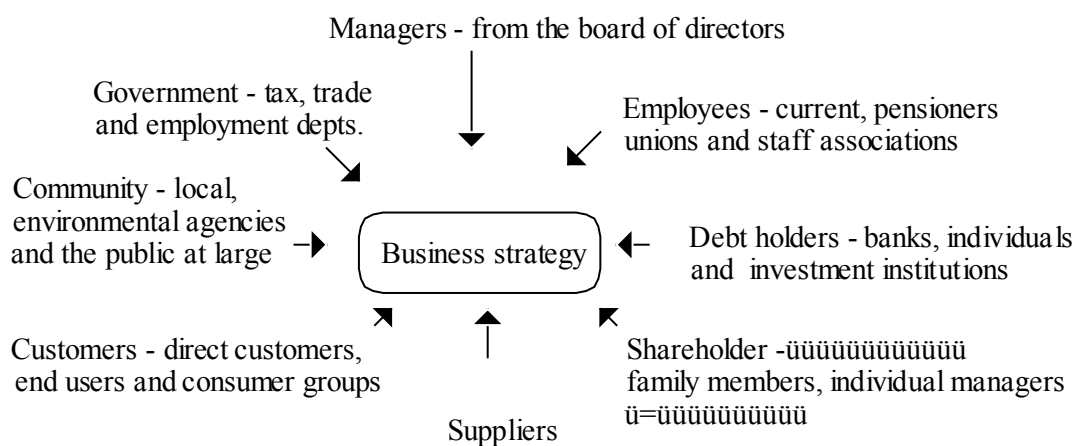 Managers - from the board of directors
Government - tax, trade
and employment depts.
Employees - current, pensioners
unions and staff associations
Community - local,
environmental agencies
and the public at large
Business strategy
Debt holders - banks, individuals
and investment institutions
Customers - direct customers,
end users and consumer groups
Shareholder -üüüüüüüüüüüü
family members, individual managers
ü=üüüüüüüüüü
Suppliers